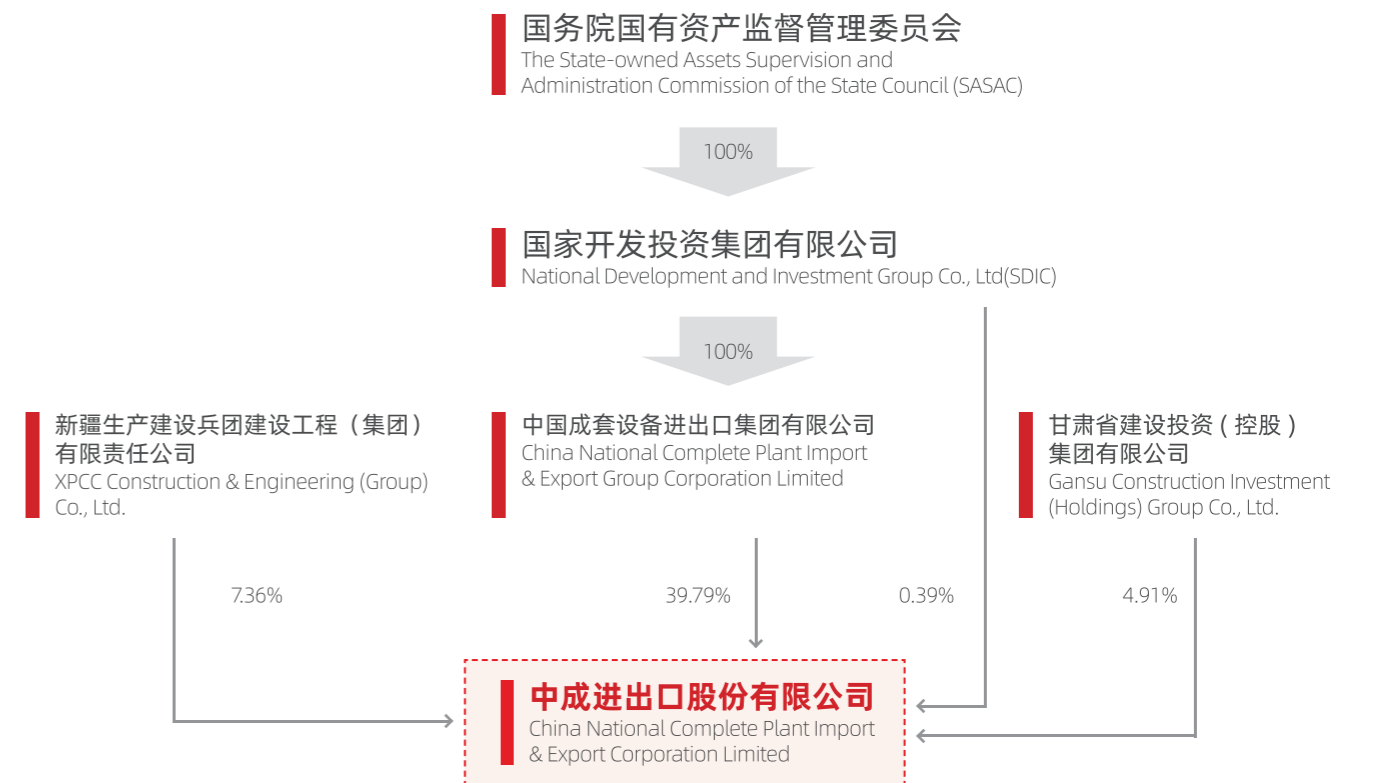 国务院国有资产监督管理委员会
The State-owned Assets Supervision and
Administration Commission of the State Council (SASAC)
100%
国家开发投资集团有限公司
National Development and Investment Group Co., Ltd(SDIC)
100%
新疆生产建设兵团建设工程（集团）
有限责任公司
XPCC Construction & Engineering (Group)
Co., Ltd.
中国成套设备进出口集团有限公司
China National Complete Plant Import
& Export Group Corporation Limited
甘肃省建设投资 ( 控股 )
集团有限公司
Gansu Construction Investment
(Holdings) Group Co., Ltd.
7.36%
39.79%
0.39%
4.91%
中成进出口股份有限公司
China National Complete Plant Import
& Export Corporation Limited